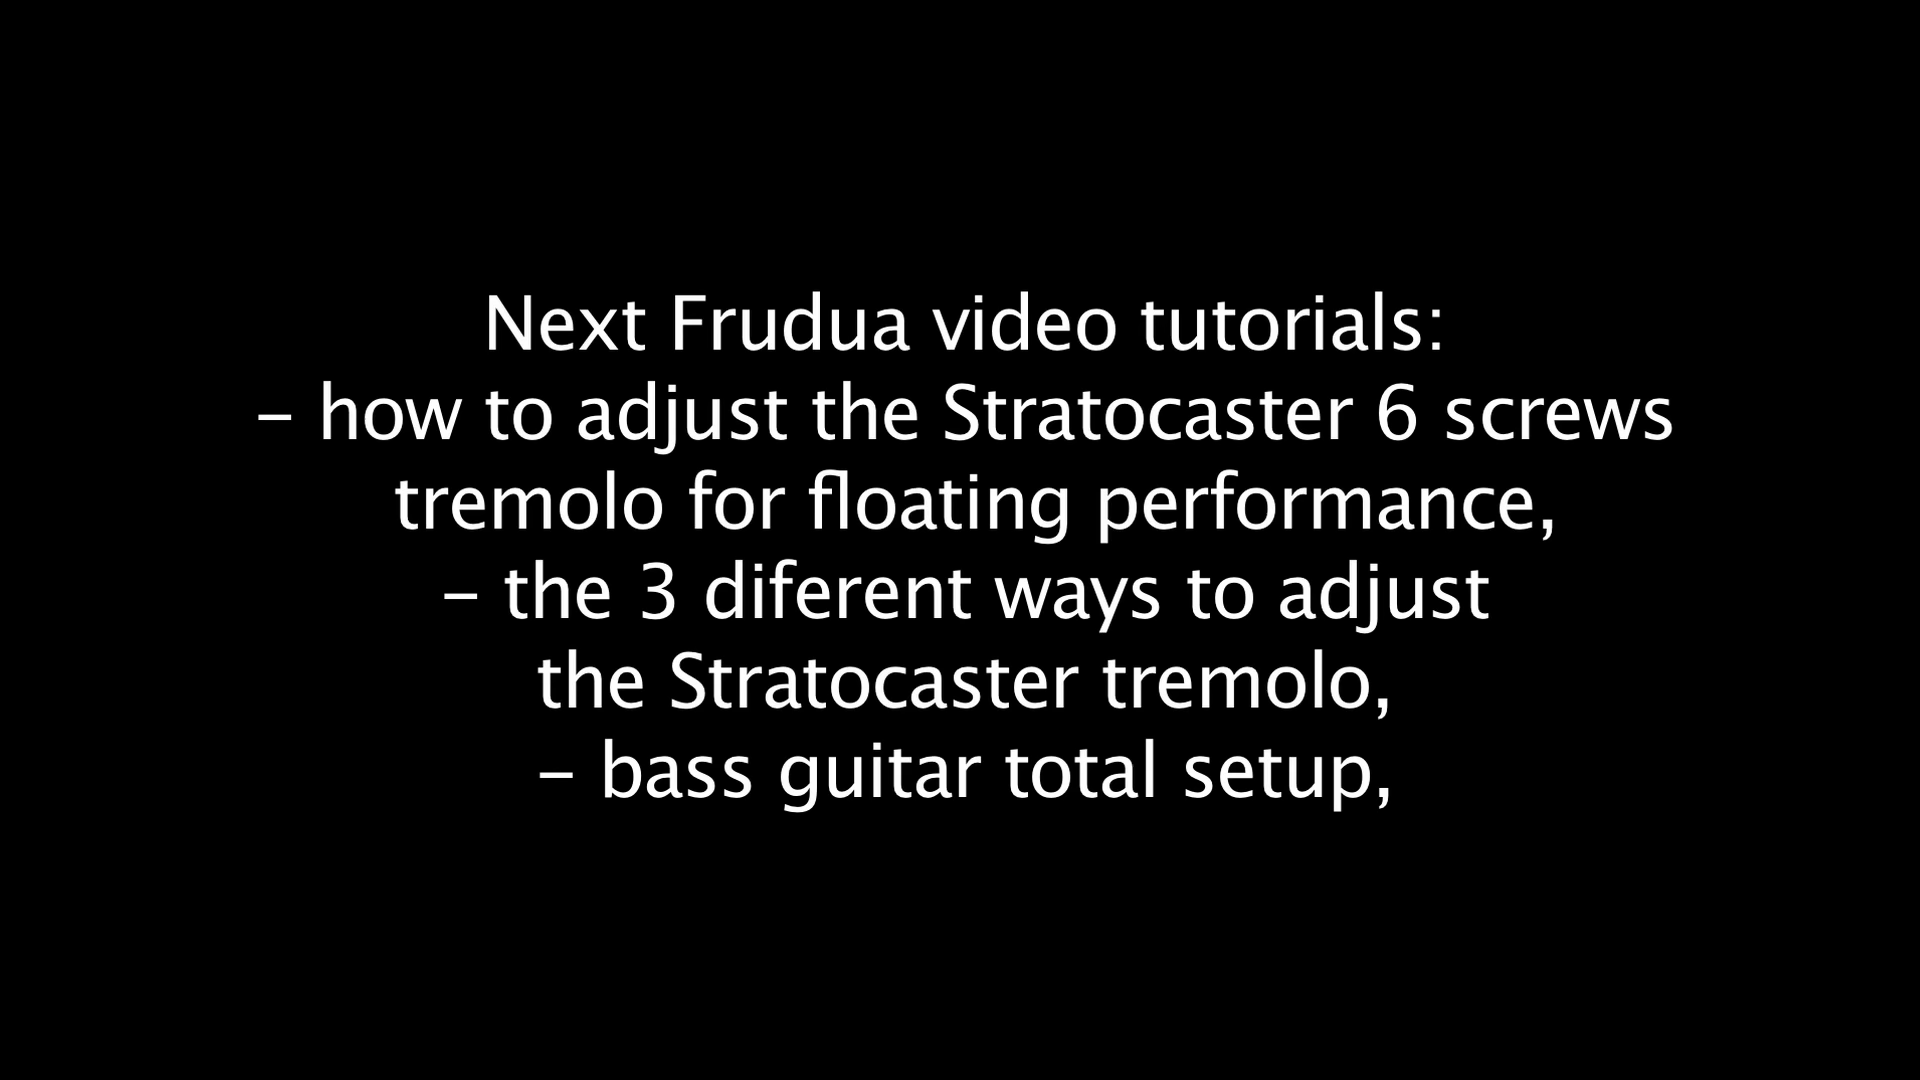 Next Frudua video tutorials:
– how to adjust the Stratocaster 6 screws
tremolo for floating performance,
– the 3 diferent ways to adjust
the Stratocaster tremolo,
– bass guitar total setup,